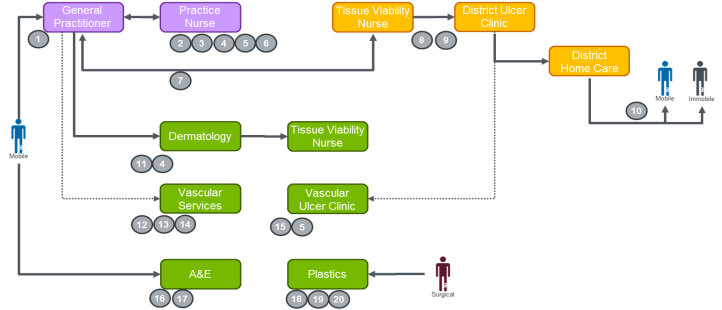 General
Practitioner
Practice
Nurse
Tissue Viability
Nurse
District Ulcer
Clinic
1
2 3 4 5 6
8 9
7
District
Home Care
Mobile
Immobile
10
Mobile
Dermatology
Tissue Viability
Nurse
11 4
Vascular
Services
Vascular
Ulcer Clinic
12 13 14
15 5
A&E
Plastics
16 17
18 19 20
Surgical